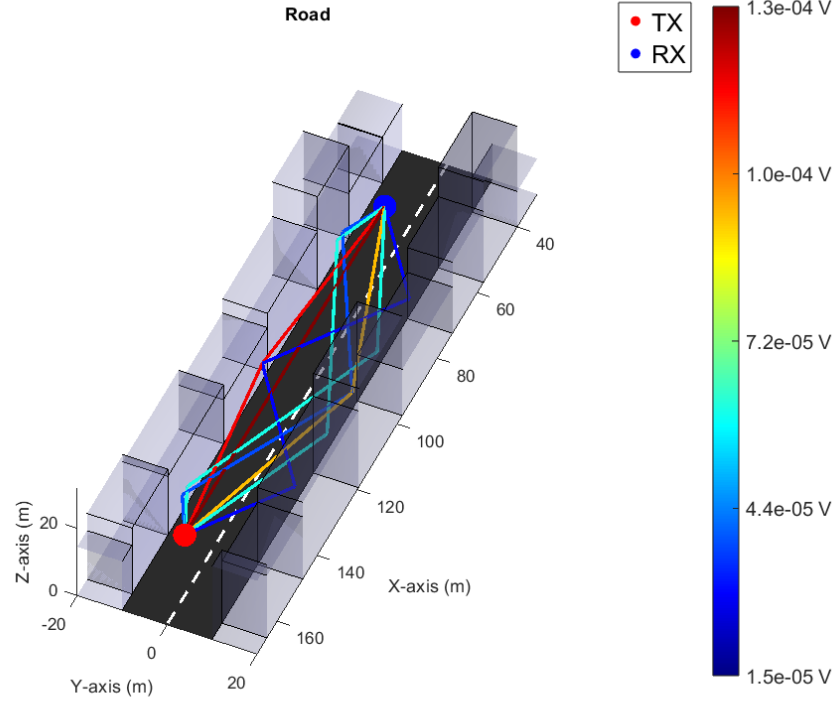 Road
TX
RX
1.3e-04 V
1.0e-04 V
7.2e-05 V
4.4e-05 V
1.5e-05 V
40
60
80
100
120
140
160
X-axis (m)
20
0
Z-axis (m)
-20
0
20
Y-axis (m)